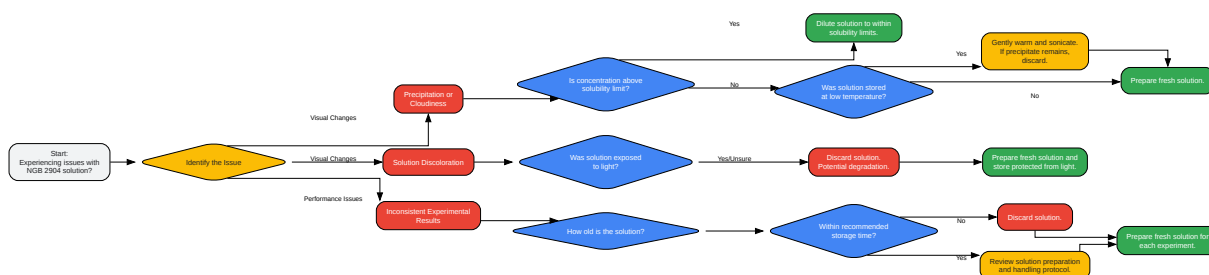 Start:
Experiencing issues with
NGB 2904 solution?
Identify the Issue
Visual Changes
Precipitation or
Cloudiness
Is concentration above
solubility limit?
Yes
Dilute solution to within
solubility limits.
No
Was solution stored
at low temperature?
Yes
Gently warm and sonicate.
If precipitate remains,
discard.
No
Prepare fresh solution.
Visual Changes
Solution Discoloration
Was solution exposed
to light?
Yes/Unsure
Discard solution.
Potential degradation.
Prepare fresh solution and
store protected from light.
Performance Issues
Inconsistent Experimental
Results
How old is the solution?
Within recommended
storage time?
No
Discard solution.
Yes
Review solution preparation
and handling protocol.
Prepare fresh solution for
each experiment.